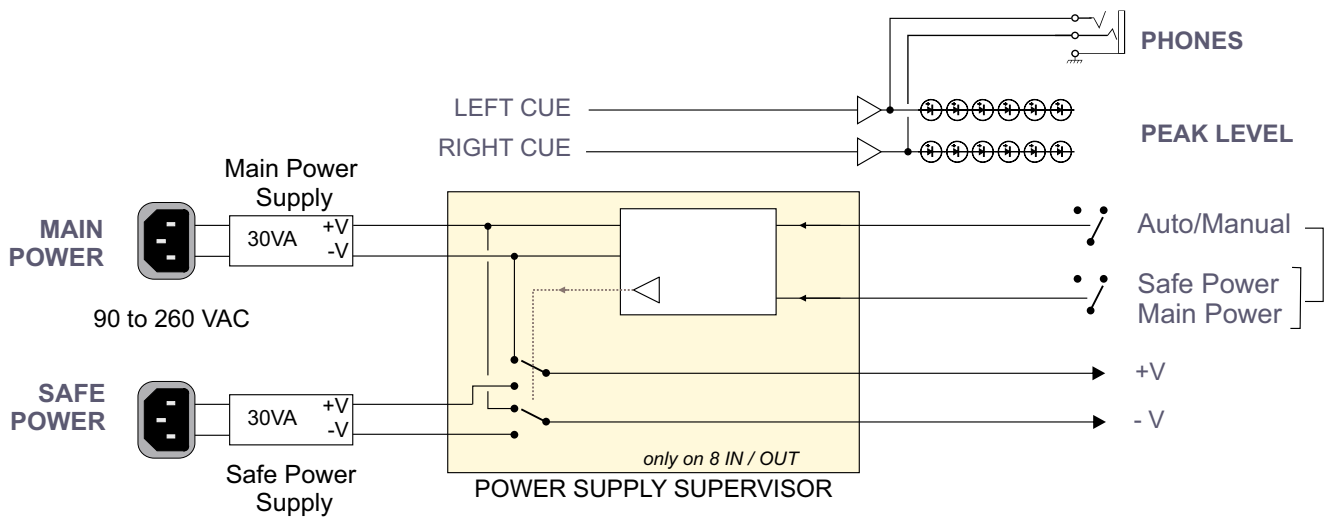 PHONES
LEFT CUE
PEAK LEVEL
RIGHT CUE
Main Power
Supply
MAIN
POWER
30VA
+V
-V
90 to 260 VAC
Auto/Manual
Safe Power
Main Power
SAFE
POWER
30VA
+V
-V
Safe Power
Supply
+V
- V
only on 8 IN / OUT
POWER SUPPLY SUPERVISOR